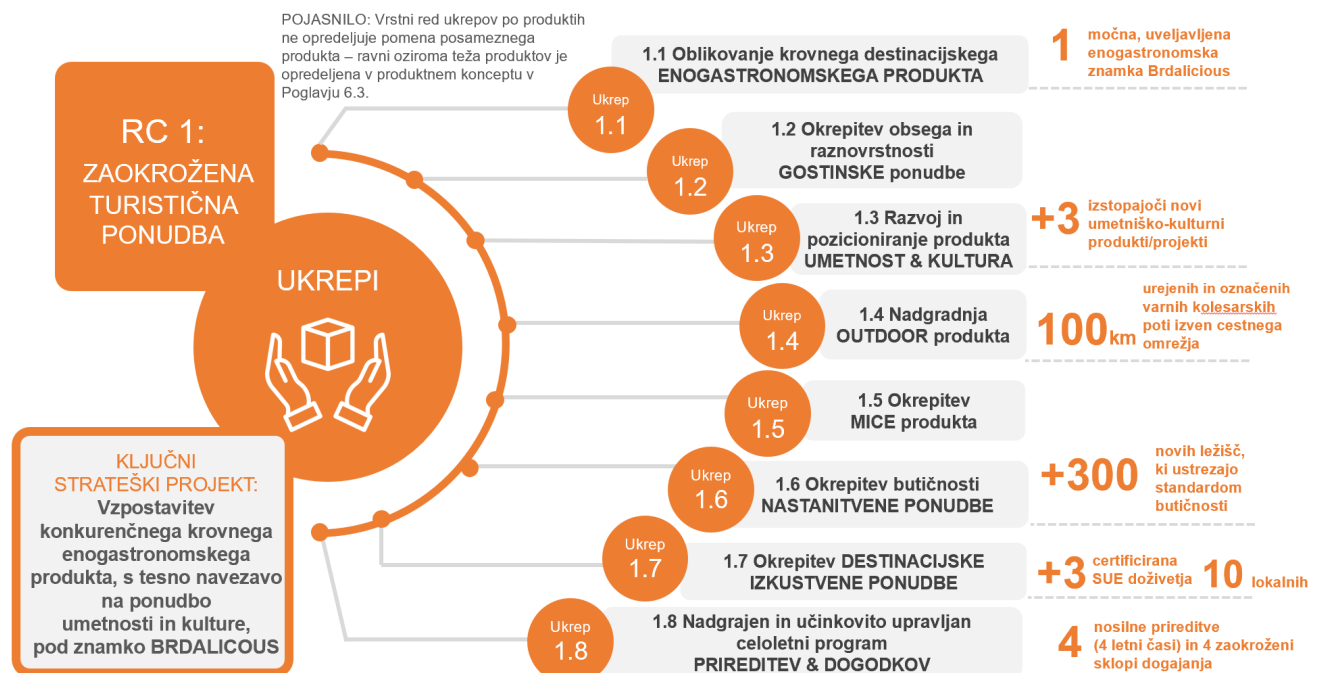 POJASNILO: Vrstni red ukrepov po produktih
ne opredeljuje pomena posameznega
produkta – ravni oziroma teža produktov je
opredeljena v produktnem konceptu v
Poglavju 6.3.
RC 1:
ZAOKROŽENA
TURISTIČNA
PONUDBA
UKREPI
KLJUČNI
STRATEŠKI PROJEKT:
Vzpostavitev
konkurenčnega krovnega
enogastronomskega
produkta, s tesno navezavo
na ponudbo
umetnosti in kulture,
pod znamko BRDALICOUS
Ukrep
1.1
1.1 Oblikovanje krovnega destinacijskega
ENOGASTRONOMSKEGA PRODUKTA
1
močna, uveljavljena
enogastronomska
znamka Brdalicious
Ukrep
1.2
1.2 Okrepitev obsega in
raznovrstnosti
GOSTINSKE ponudbe
Ukrep
1.3
1.3 Razvoj in
pozicioniranje produkta
UMETNOST & KULTURA
+3
izstopajoči novi
umetniško-kulturni
produkti/projekti
Ukrep
1.4
1.4 Nadgradnja
OUTDOOR produkta
100km
urejenih in označenih
varnih kolesarskih
poti izven cestnega
omrežja
Ukrep
1.5
1.5 Okrepitev
MICE produkta
Ukrep
1.6
1.6 Okrepitev butičnosti
NASTANITVENE PONUDBE
+300
novih ležišč,
ki ustrezajo
standardom
butičnosti
Ukrep
1.7
1.7 Okrepitev DESTINACIJSKE
IZKUSTVENE PONUDBE
+3
certificirana
SUE doživetja
10 lokalnih
Ukrep
1.8
1.8 Nadgrajen in učinkovito upravljan
celoletni program
PRIREDITEV & DOGODKOV
4
nosilne prireditve
(4 letni časi) in 4 zaokroženi
sklopi dogajanja